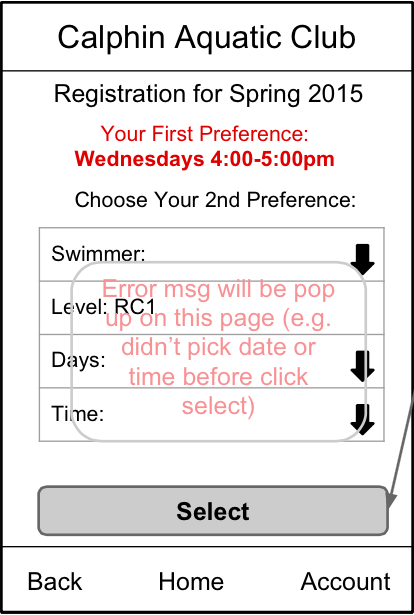 Calphin Aquatic Club
Registration for Spring 2015
Your First Preference:
Wednesdays 4:00-5:00pm
Choose Your 2nd Preference:
Swimmer:
Level: RC1
Days:
Time:
Error msg will be pop
up on this page (e.g.
didn’t pick date or
time before click
select)
Select
Back Home Account